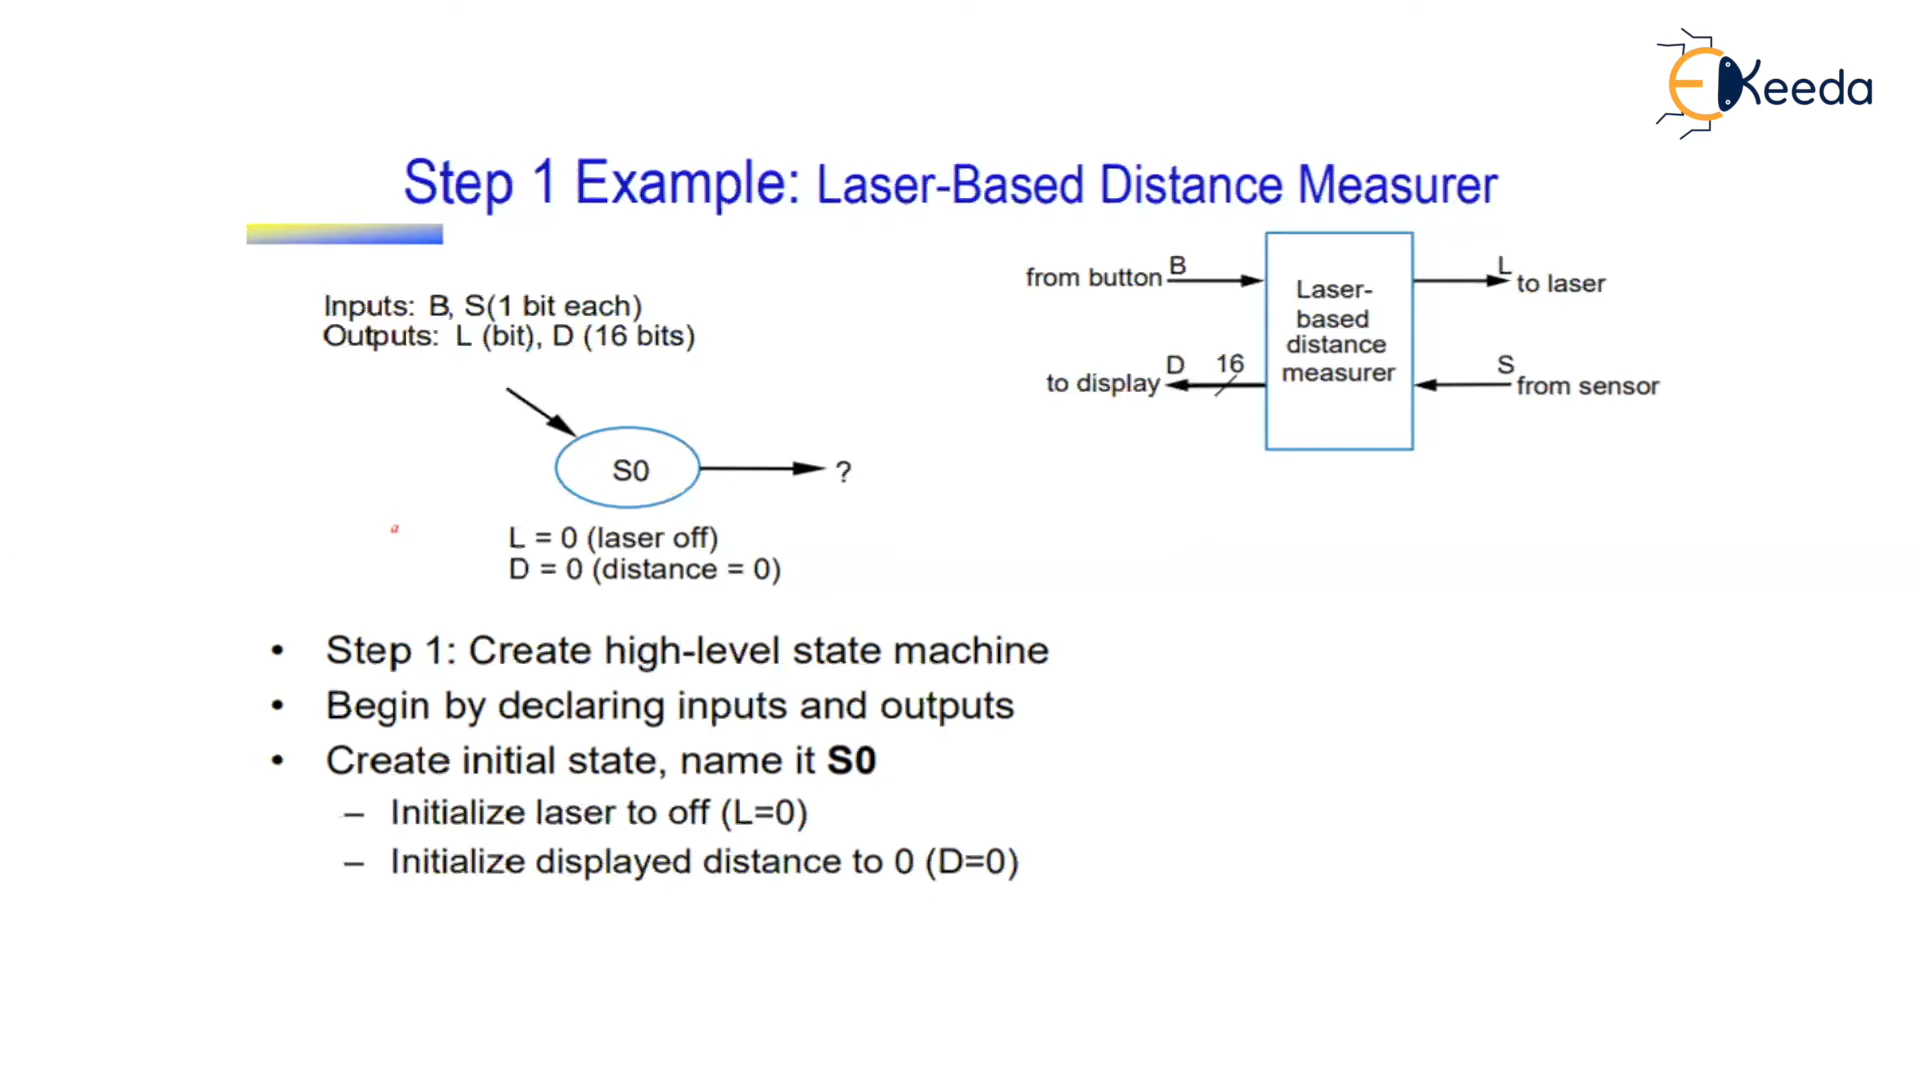 EKeeda
Step 1 Example: Laser-Based Distance Measurer
Inputs: B, S(1 bit each)
Outputs: L (bit), D (16 bits)
S0
?
a
L = 0 (laser off)
D = 0 (distance = 0)
from button B
to display D 16
Laser-
based
distance
measurer
L to laser
S from sensor
• Step 1: Create high-level state machine
• Begin by declaring inputs and outputs
• Create initial state, name it S0
– Initialize laser to off (L=0)
– Initialize displayed distance to 0 (D=0)